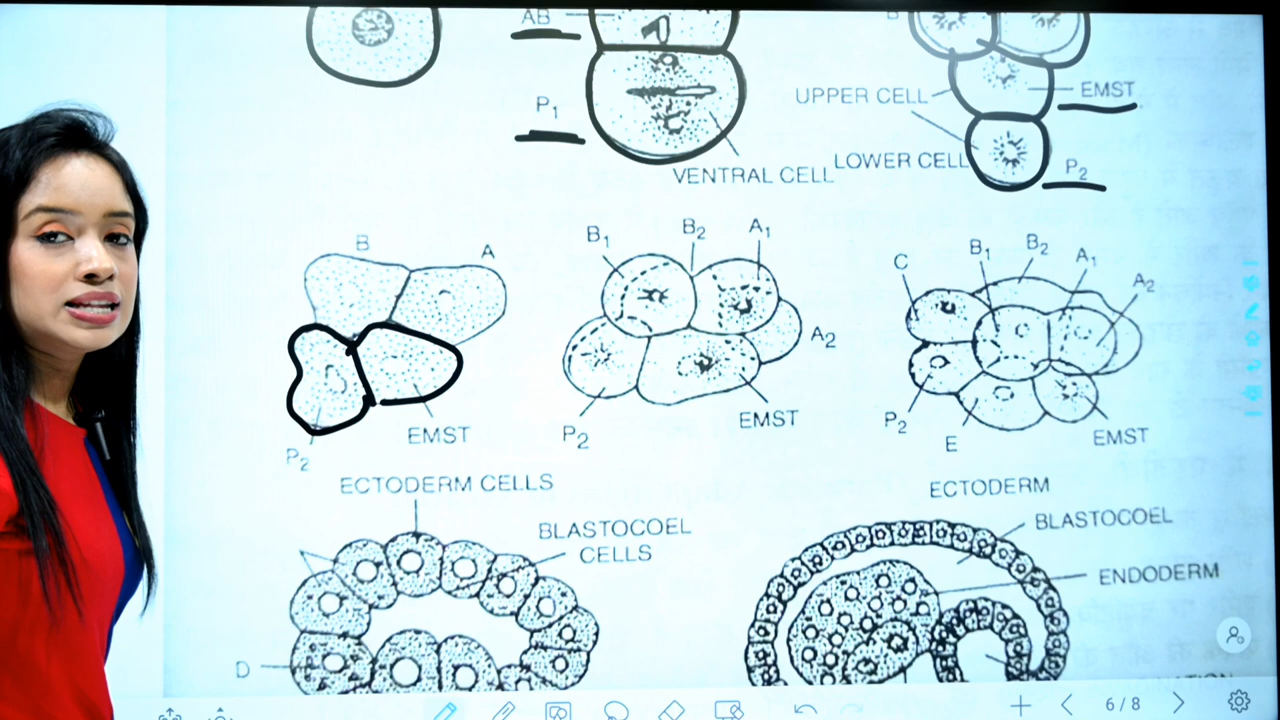 AB
B
P₁
UPPER CELL
EMST
VENTRAL CELL
LOWER CELL
P₂
B
A
P₂
EMST
B₁
B₂
A₁
A₂
P₂
EMST
C
B₁
B₂
A₁
A₂
P₂
E
EMST
ECTODERM CELLS
BLASTOCOEL
CELLS
D
ECTODERM
BLASTOCOEL
ENDODERM
6/8